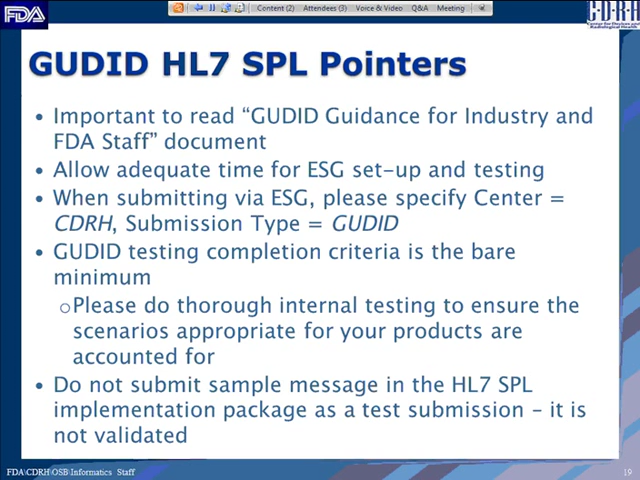 Content (2) Attendees (3) Voice & Video Q&A Meeting
FDA
CDRH
Center for Devices and
Radiological Health
GUDID HL7 SPL Pointers
• Important to read “GUDID Guidance for Industry and
FDA Staff” document
• Allow adequate time for ESG set-up and testing
• When submitting via ESG, please specify Center =
CDRH, Submission Type = GUDID
• GUDID testing completion criteria is the bare
minimum
oPlease do thorough internal testing to ensure the
scenarios appropriate for your products are
accounted for
• Do not submit sample message in the HL7 SPL
implementation package as a test submission – it is
not validated
FDA\CDRH\OSB\Informatics Staff
19